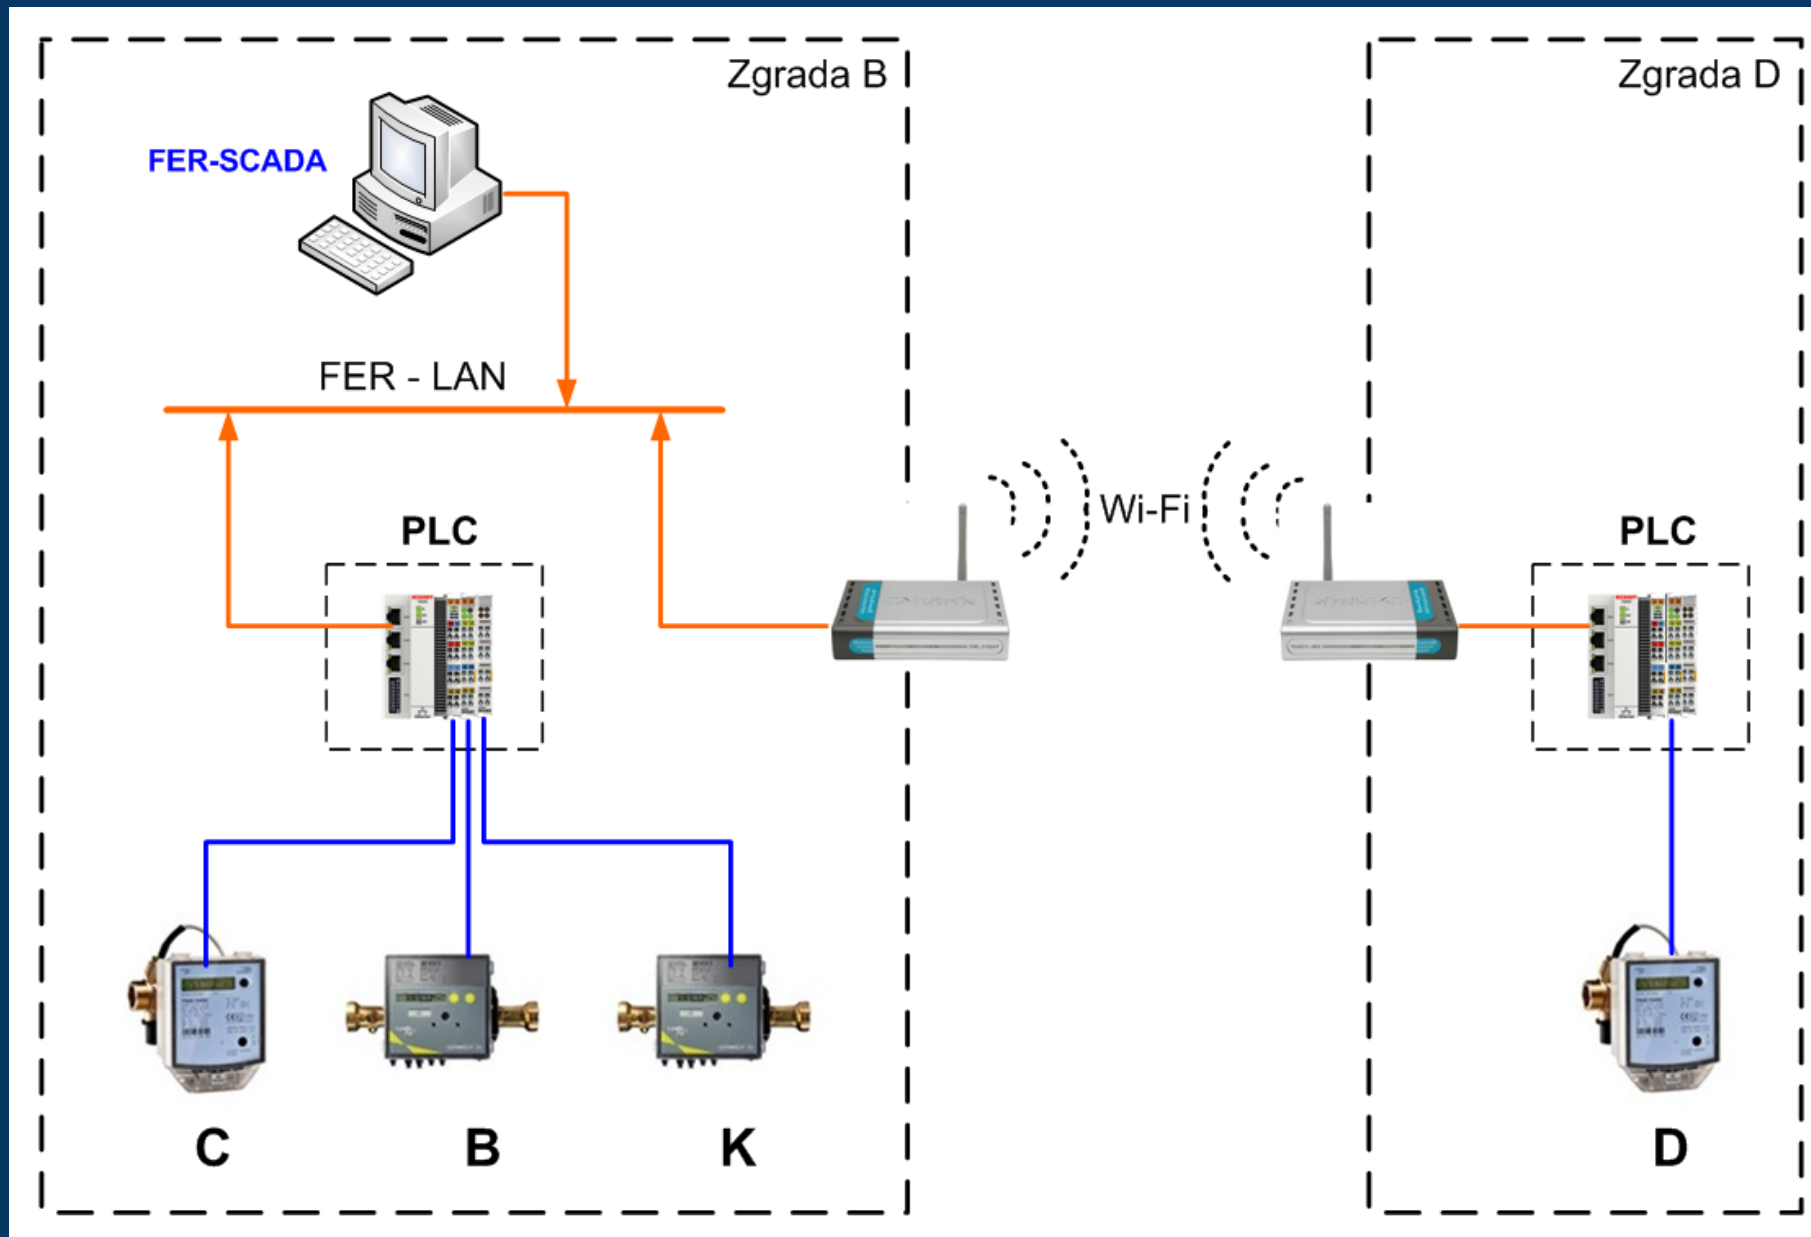 Zgrada B
Zgrada D
FER-SCADA
FER - LAN
Wi-Fi
PLC
PLC
C
B
K
D